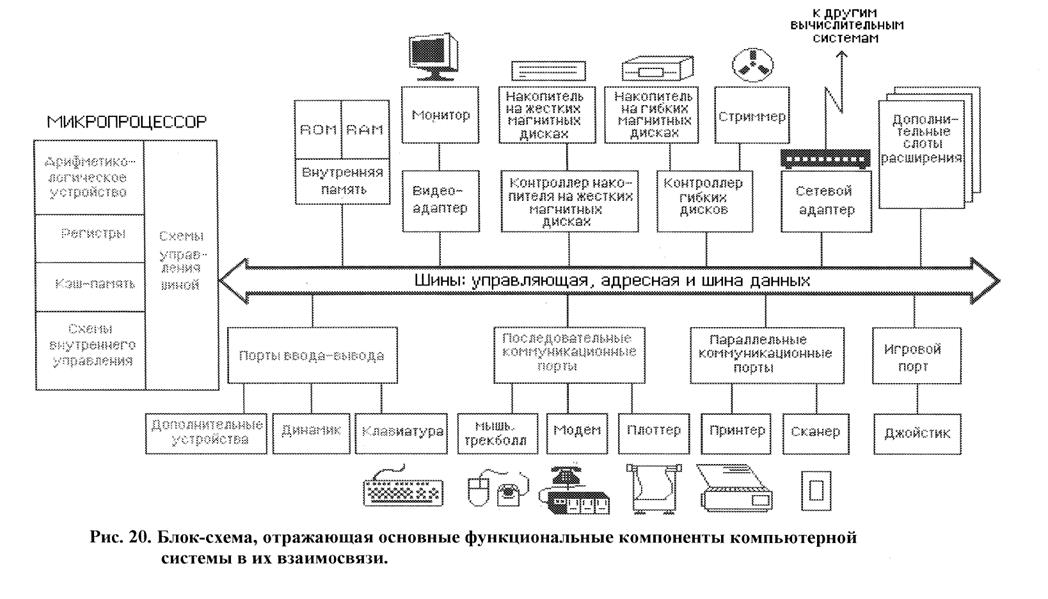 к другим
вычислительным
системам
МИКРОПРОЦЕССОР
Арифметико-
логическое
устройство
Регистры
Кэш-память
Схемы
внутреннего
управления
Схемы
управ-
ления
шиной
ROM
RAM
Внутренняя
память
Монитор
Видео-
адаптер
Накопитель
на жестких
магнитных
дисках
Контроллер нако-
пителя на жестких
магнитных
дисках
Накопитель
на гибких
магнитных
дисках
Стриммер
Контроллер
гибких
дисков
Сетевой
адаптер
Дополни-
тельные
слоты
расширения
Шины: управляющая, адресная и шина данных
Порты ввода-вывода
Последовательные
коммуникационные
порты
Параллельные
коммуникационные
порты
Игровой
порт
Дополнительные
устройства
Динамик
Клавиатура
мышь,
трекболл
Модем
Плоттер
Принтер
Сканер
Джойстик
Рис. 20. Блок-схема, отражающая основные функциональные компоненты компьютерной
системы в их взаимосвязи.